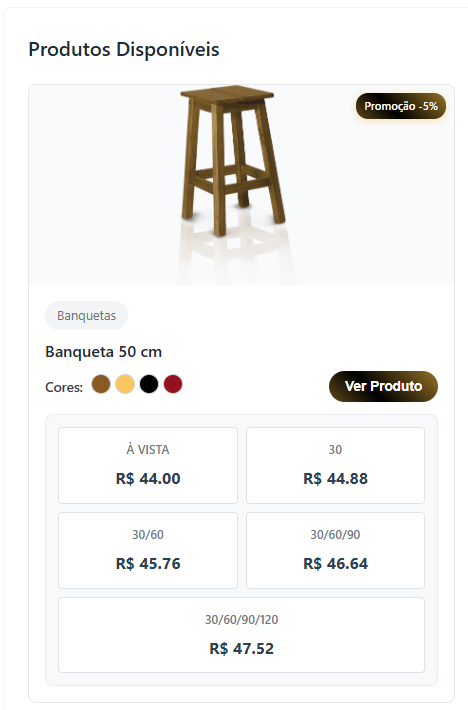 Produtos Disponíveis
Promoção -5%
Banquetas
Banqueta 50 cm
Cores:
Ver Produto
À VISTA
R$ 44.00
30
R$ 44.88
30/60
R$ 45.76
30/60/90
R$ 46.64
30/60/90/120
R$ 47.52